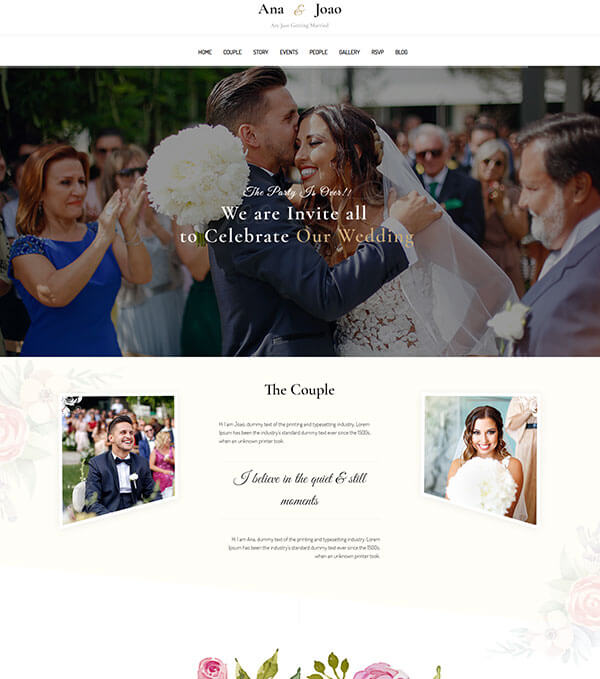 Ana & Joao
Are Just Getting Married
HOME COUPLE STORY EVENTS PEOPLE GALLERY RSVP BLOG
The Party Is Over!!
We are Invite all
to Celebrate Our Wedding
The Couple
Hi I am Joao, dummy text of the printing and typesetting industry. Lorem
Ipsum has been the industry's standard dummy text ever since the 1500s,
when an unknown printer took.
I believe in the quiet & still
moments
Hi I am Ana, dummy text of the printing and typesetting industry. Lorem
Ipsum has been the industry's standard dummy text ever since the 1500s,
when an unknown printer took.